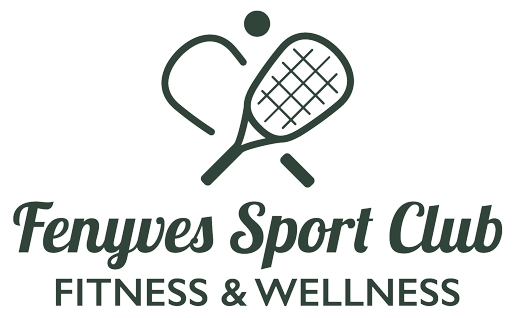 Fenyves Sport Club
FITNESS & WELLNESS